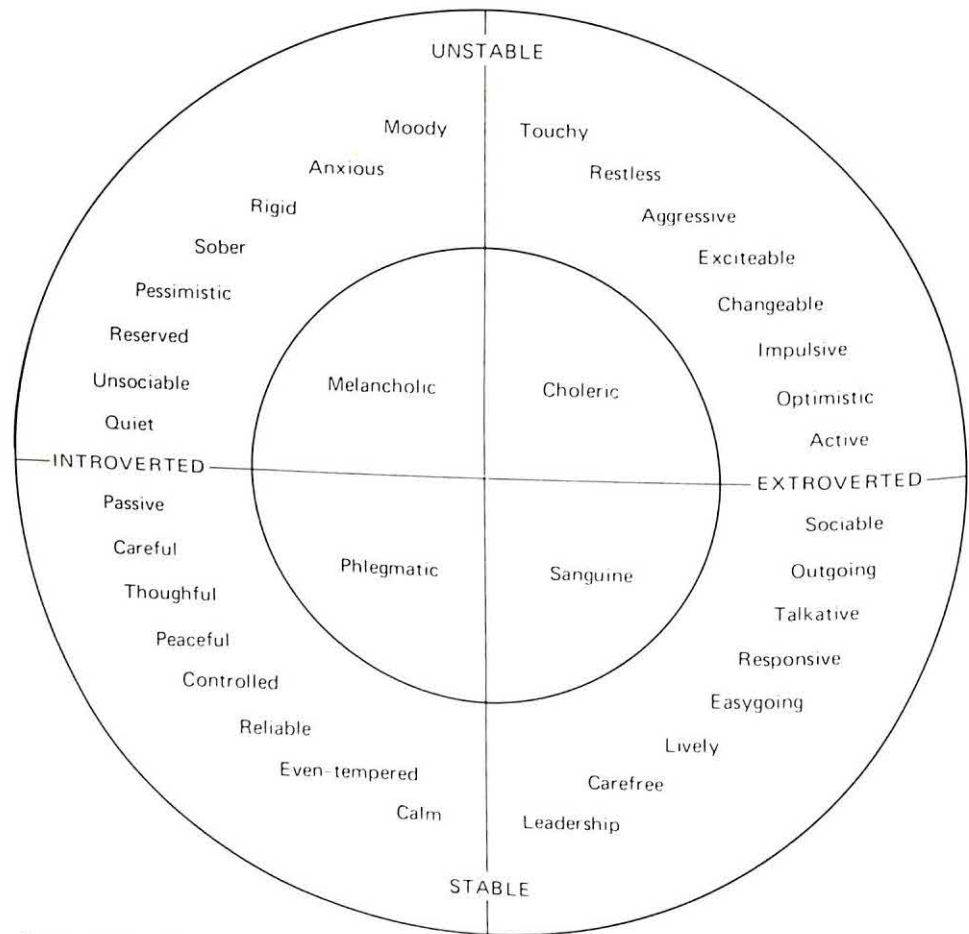 UNSTABLE
Moody
Touchy
Anxious
Restless
Rigid
Aggressive
Sober
Exciteable
Pessimistic
Changeable
Reserved
Impulsive
Unsociable
Melancholic
Choleric
Optimistic
Quiet
Active
INTROVERTED
EXTROVERTED
Passive
Sociable
Careful
Phlegmatic
Sanguine
Outgoing
Thoughtful
Talkative
Peaceful
Responsive
Controlled
Easygoing
Reliable
Lively
Even-tempered
Carefree
Calm
Leadership
STABLE